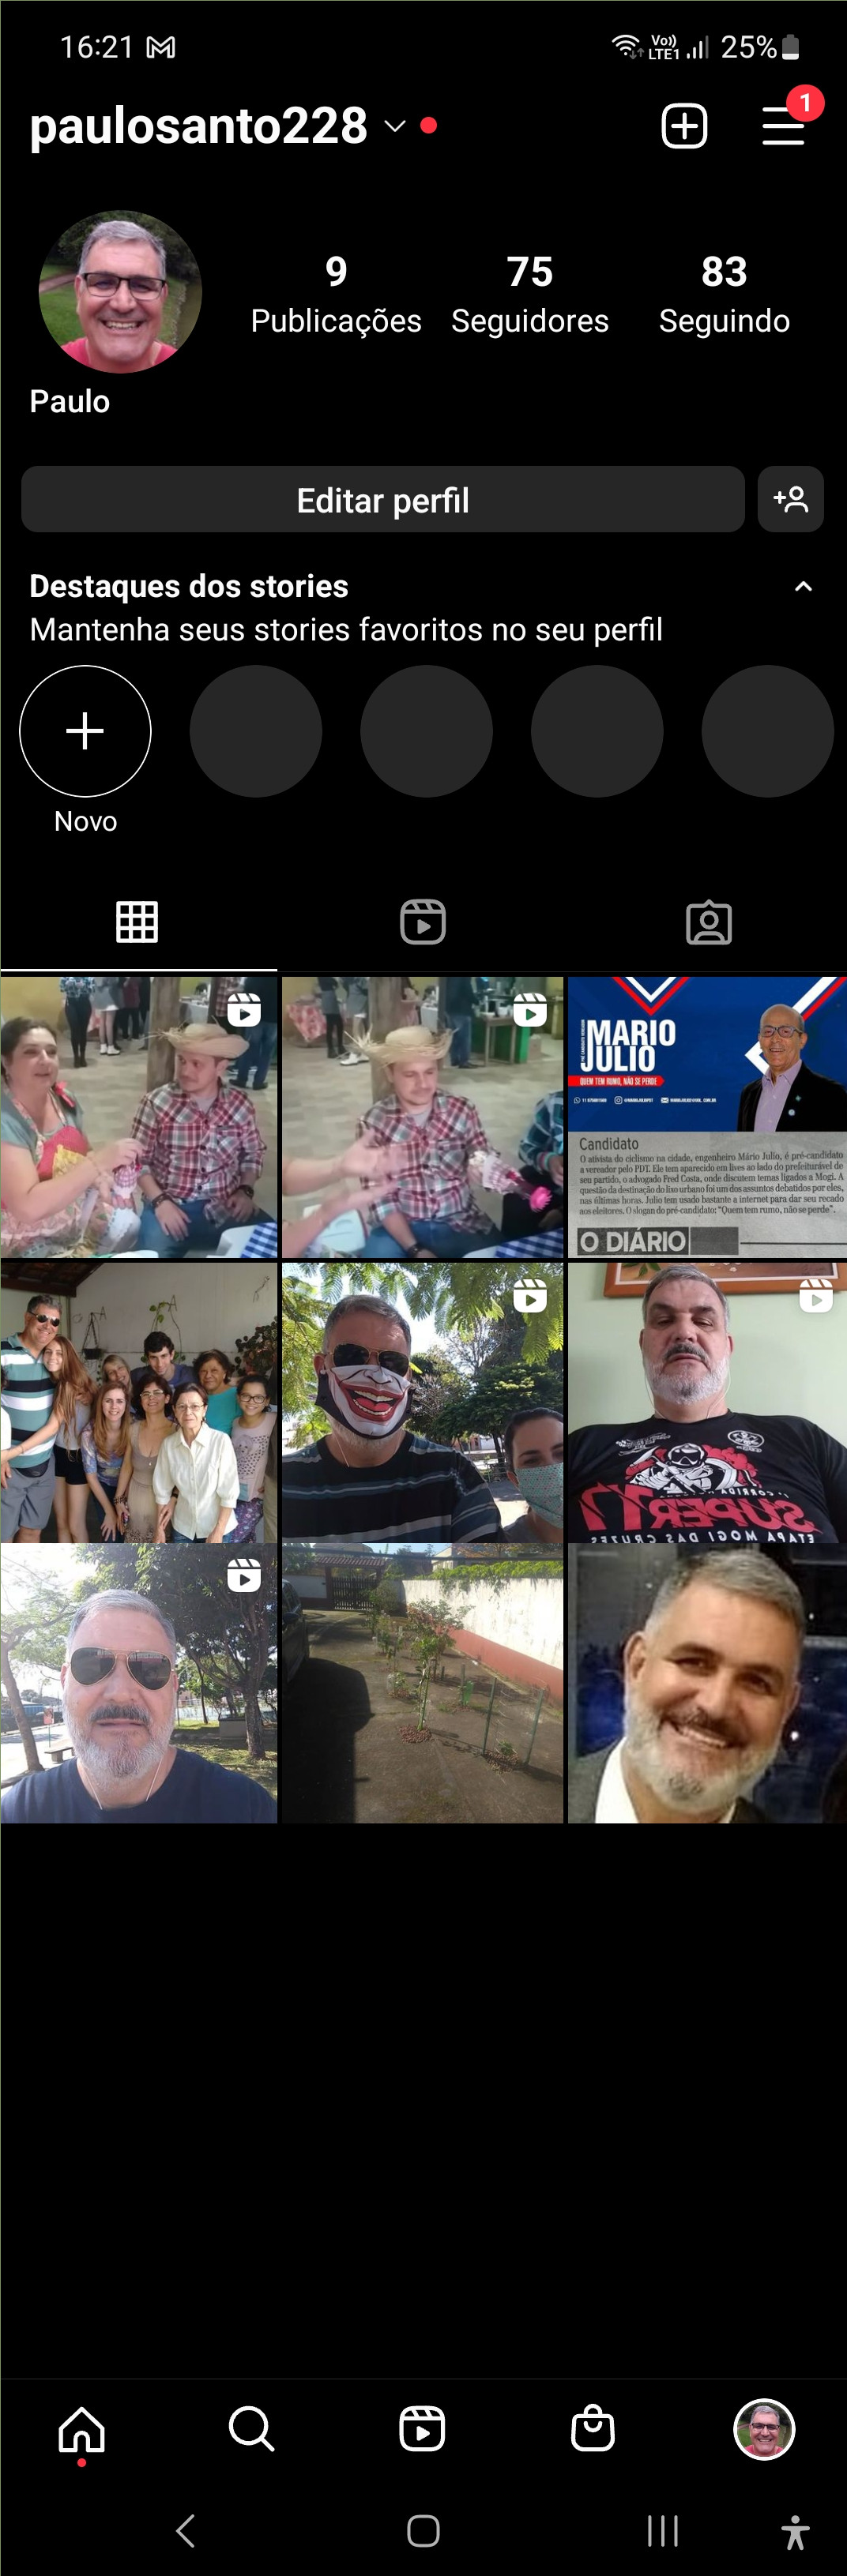 16:21
Vo))
LTE1
25%
paulosanto228
1
9
75
83
Publicações
Seguidores
Seguindo
Paulo
Editar perfil
Destaques dos stories
Mantenha seus stories favoritos no seu perfil
Novo
MARIO
JULIO
QUEM TEM RUMO, NÃO SE PERDE
Candidato
O ativista do ciclismo na cidade, engenheiro Mário Julio, é pré-candidato
a vereador pelo PDT. Ele tem aparecido em lives ao lado do prefeiturável de
seu partido, o advogado Fred Costa, onde discutem temas ligados a Mogi. A
questão da destinação do lixo urbano foi um dos assuntos debatidos por eles,
nas últimas horas. Julio tem usado bastante a internet para dar seu recado
aos eleitores. O slogan do pré-candidato: "Quem tem rumo, não se perde".
O DIÁRIO
SUPER 17
ETAPA MOGI DAS CRUZES